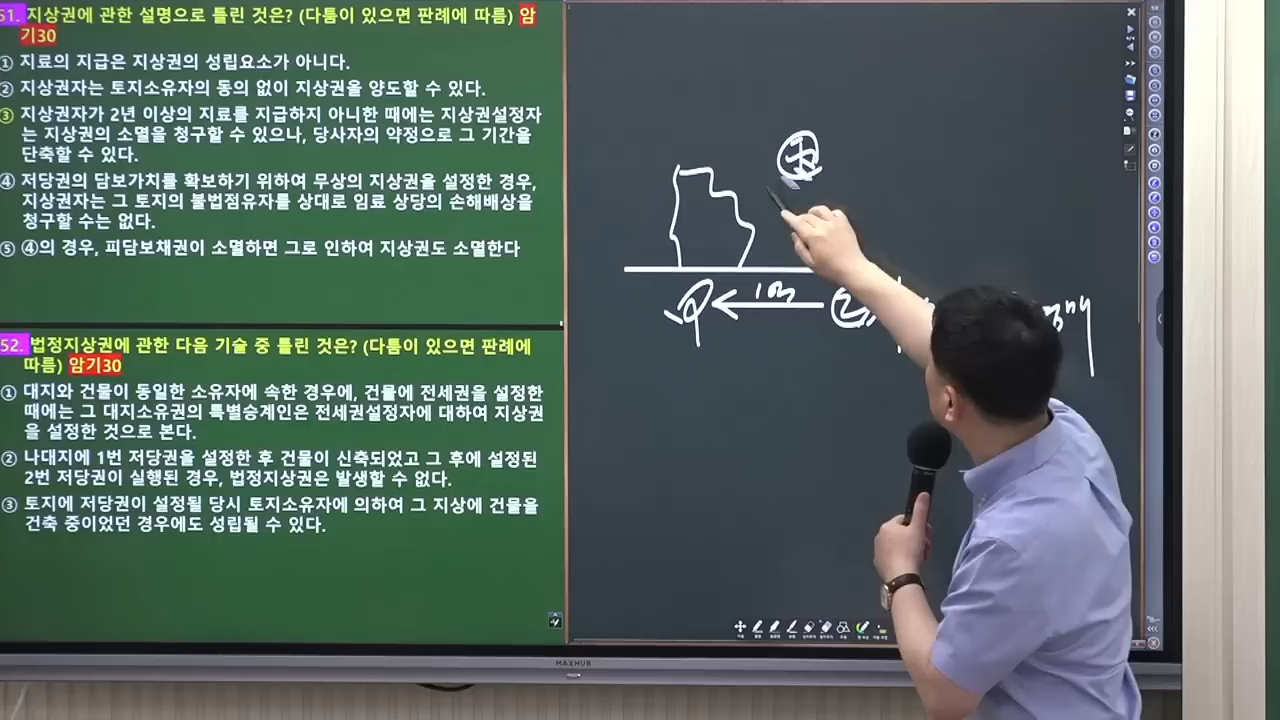 51. 지상권에 관한 설명으로 틀린 것은? (다툼이 있으면 판례에 따름) 암
기30
① 지료의 지급은 지상권의 성립요소가 아니다.
② 지상권자는 토지소유자의 동의 없이 지상권을 양도할 수 있다.
③ 지상권자가 2년 이상의 지료를 지급하지 아니한 때에는 지상권설정자
는 지상권의 소멸을 청구할 수 있으나, 당사자의 약정으로 그 기간을
단축할 수 있다.
④ 저당권의 담보가치를 확보하기 위하여 무상의 지상권을 설정한 경우,
지상권자는 그 토지의 불법점유자를 상대로 임료 상당의 손해배상을
청구할 수는 없다.
⑤ ④의 경우, 피담보채권이 소멸하면 그로 인하여 지상권도 소멸한다
52. 법정지상권에 관한 다음 기술 중 틀린 것은? (다툼이 있으면 판례에
따름) 암기30
① 대지와 건물이 동일한 소유자에 속한 경우에, 건물에 전세권을 설정한
때에는 그 대지소유권의 특별승계인은 전세권설정자에 대하여 지상권
을 설정한 것으로 본다.
② 나대지에 1번 저당권을 설정한 후 건물이 신축되었고 그 후에 설정된
2번 저당권이 실행된 경우, 법정지상권은 발생할 수 없다.
③ 토지에 저당권이 설정될 당시 토지소유자에 의하여 그 지상에 건물을
건축 중이었던 경우에도 성립될 수 있다.
MAXHUB